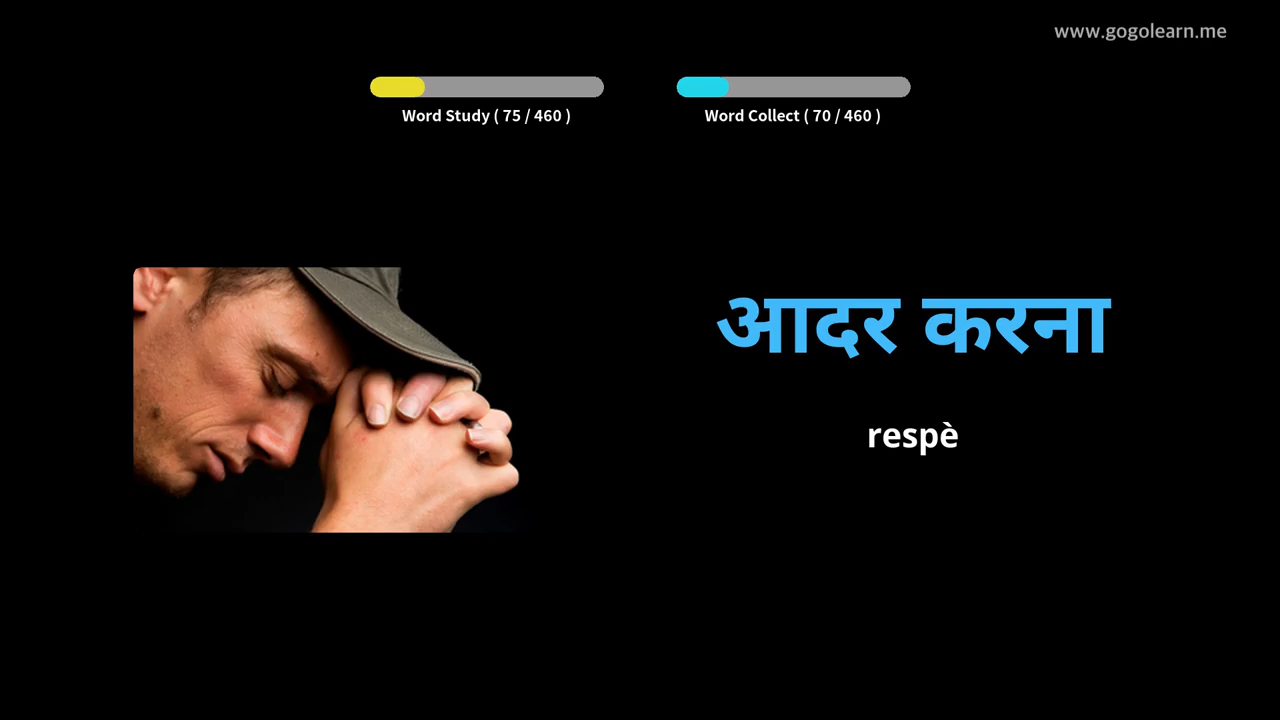 www.gogolearn.me
Word Study ( 75 / 460 )
Word Collect ( 70 / 460 )
आदर करना
respè